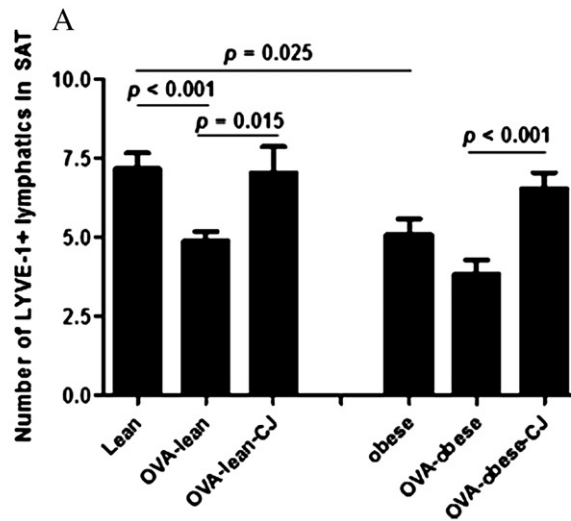 A
Number of LYVE-1+ lymphatics in SAT
10.0
7.5
5.0
2.5
0.0
p = 0.025
p < 0.001
p = 0.015
p < 0.001
Lean
OVA-lean
OVA-lean-CJ
obese
OVA-obese
OVA-obese-CJ